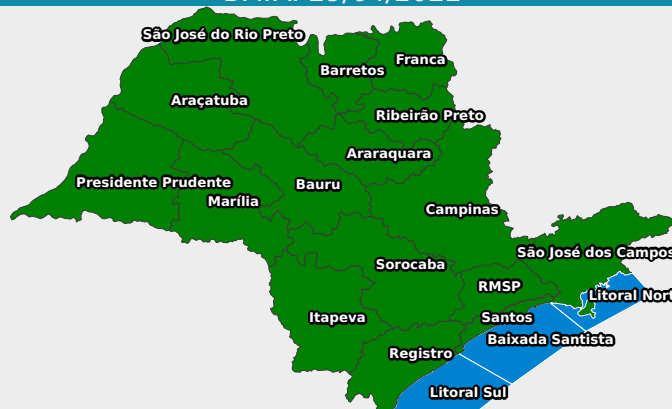 São José do Rio Preto
Franca
Barretos
Araçatuba
Ribeirão Preto
Araraquara
Presidente Prudente
Bauru
Marília
Campinas
São José dos Campos
Sorocaba
RMSP
Litoral Nort
Itapeva
Santos
Baixada Santista
Registro
Litoral Sul